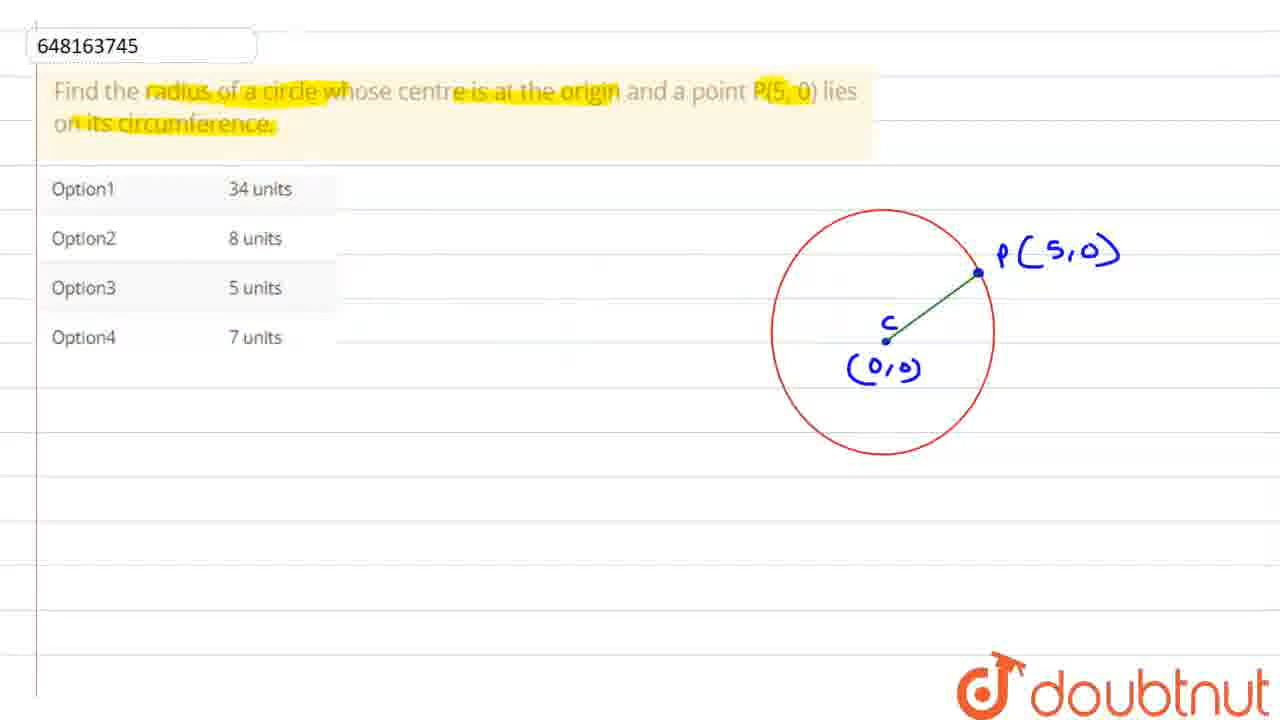 648163745
Find the radius of a circle whose centre is at the origin and a point P(5, 0) lies
on its circumference.
Option1 34 units
Option2 8 units
Option3 5 units
Option4 7 units
P(5,0)
C
(0,0)
doubtnut